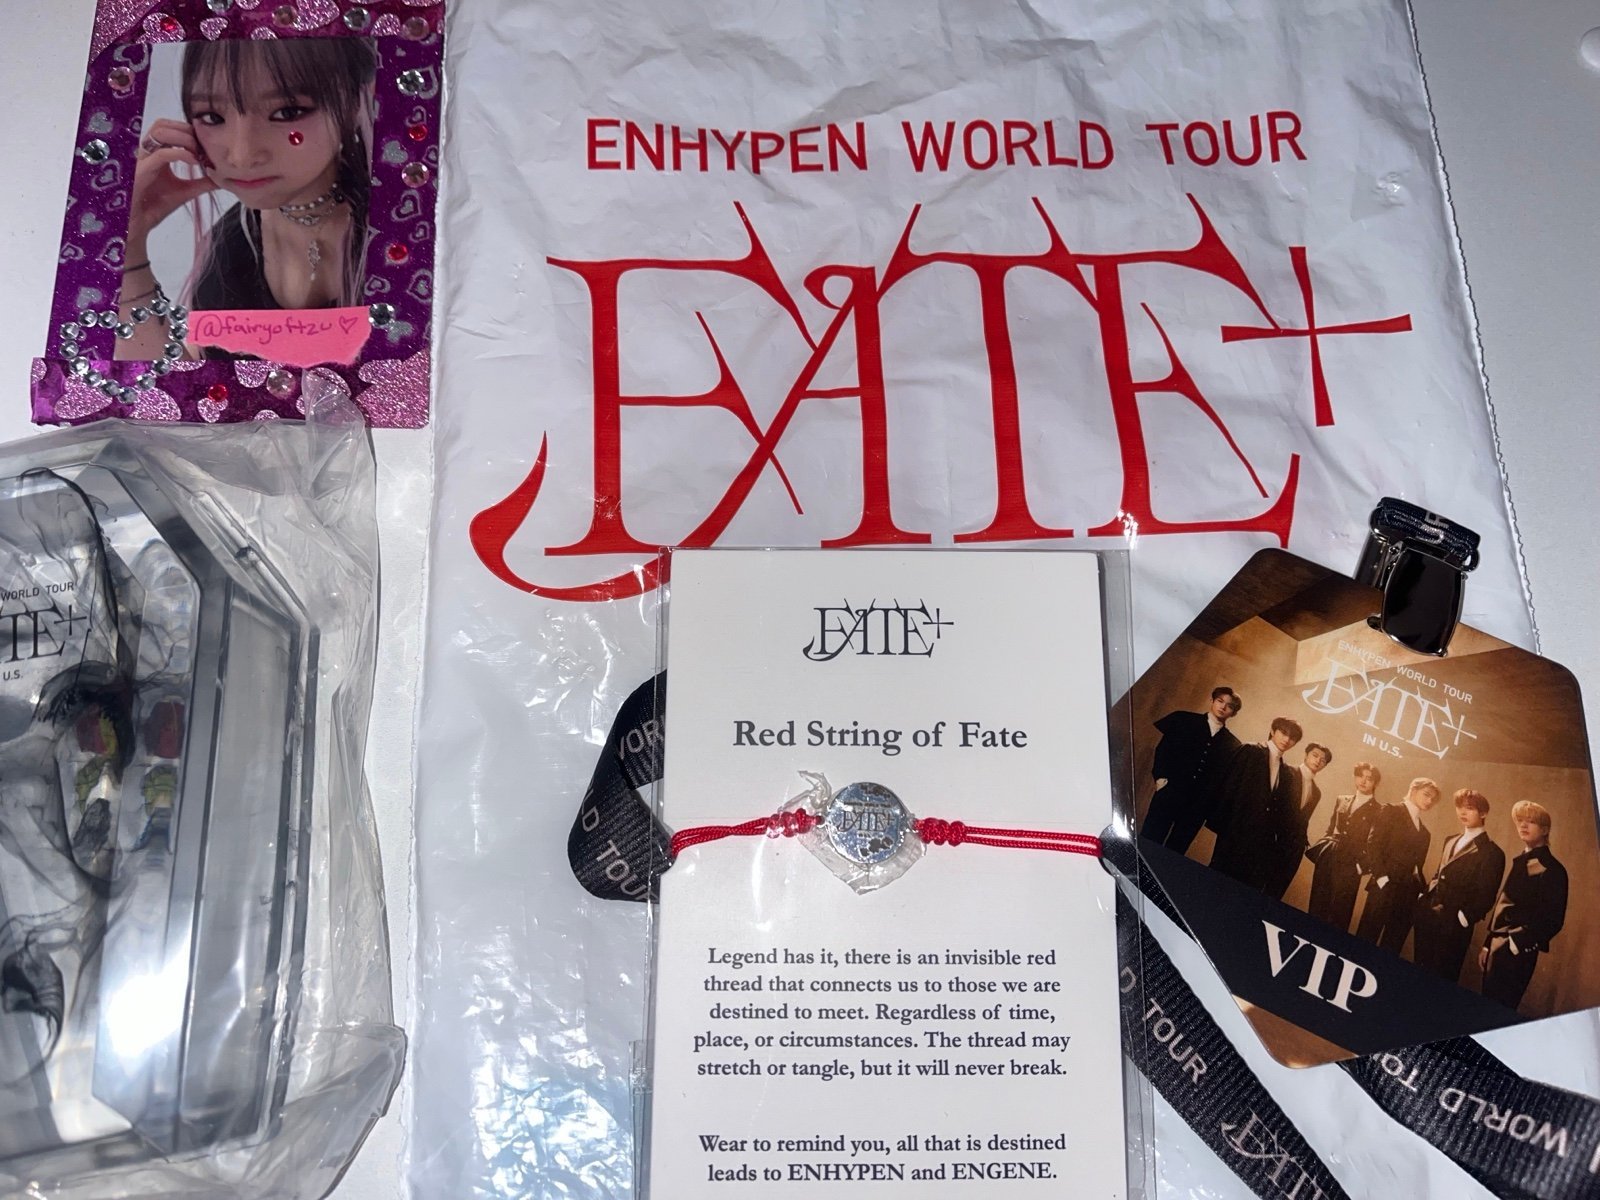 @fairyoftzu
ENHYPEN WORLD TOUR
FATE+
WORLD TOUR
U.S.
FATE+
Red String of Fate
FATE+
Legend has it, there is an invisible red
thread that connects us to those we are
destined to meet. Regardless of time,
place, or circumstances. The thread may
stretch or tangle, but it will never break.
Wear to remind you, all that is destined
leads to ENHYPEN and ENGENE.
ENHYPEN WORLD TOUR
FATE+
IN U.S.
VIP
TOUR
WORLD